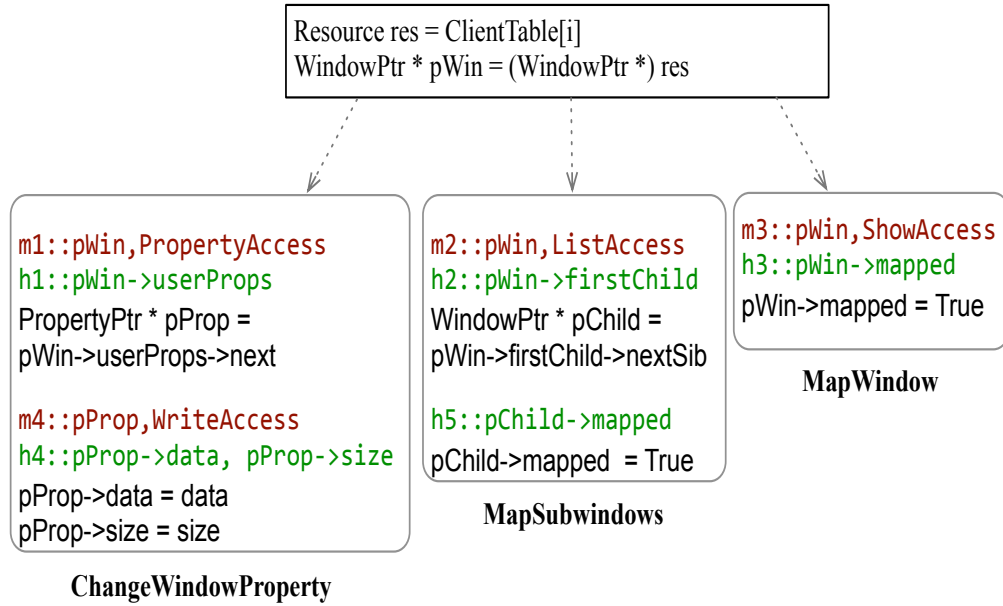 Resource res = ClientTable[i]
WindowPtr * pWin = (WindowPtr *) res
m1::pWin,PropertyAccess
h1::pWin->userProps
PropertyPtr * pProp =
pWin->userProps->next
m4::pProp,WriteAccess
h4::pProp->data, pProp->size
pProp->data = data
pProp->size = size
ChangeWindowProperty
m2::pWin,ListAccess
h2::pWin->firstChild
WindowPtr * pChild =
pWin->firstChild->nextSib
h5::pChild->mapped
pChild->mapped = True
MapSubwindows
m3::pWin,ShowAccess
h3::pWin->mapped
pWin->mapped = True
MapWindow